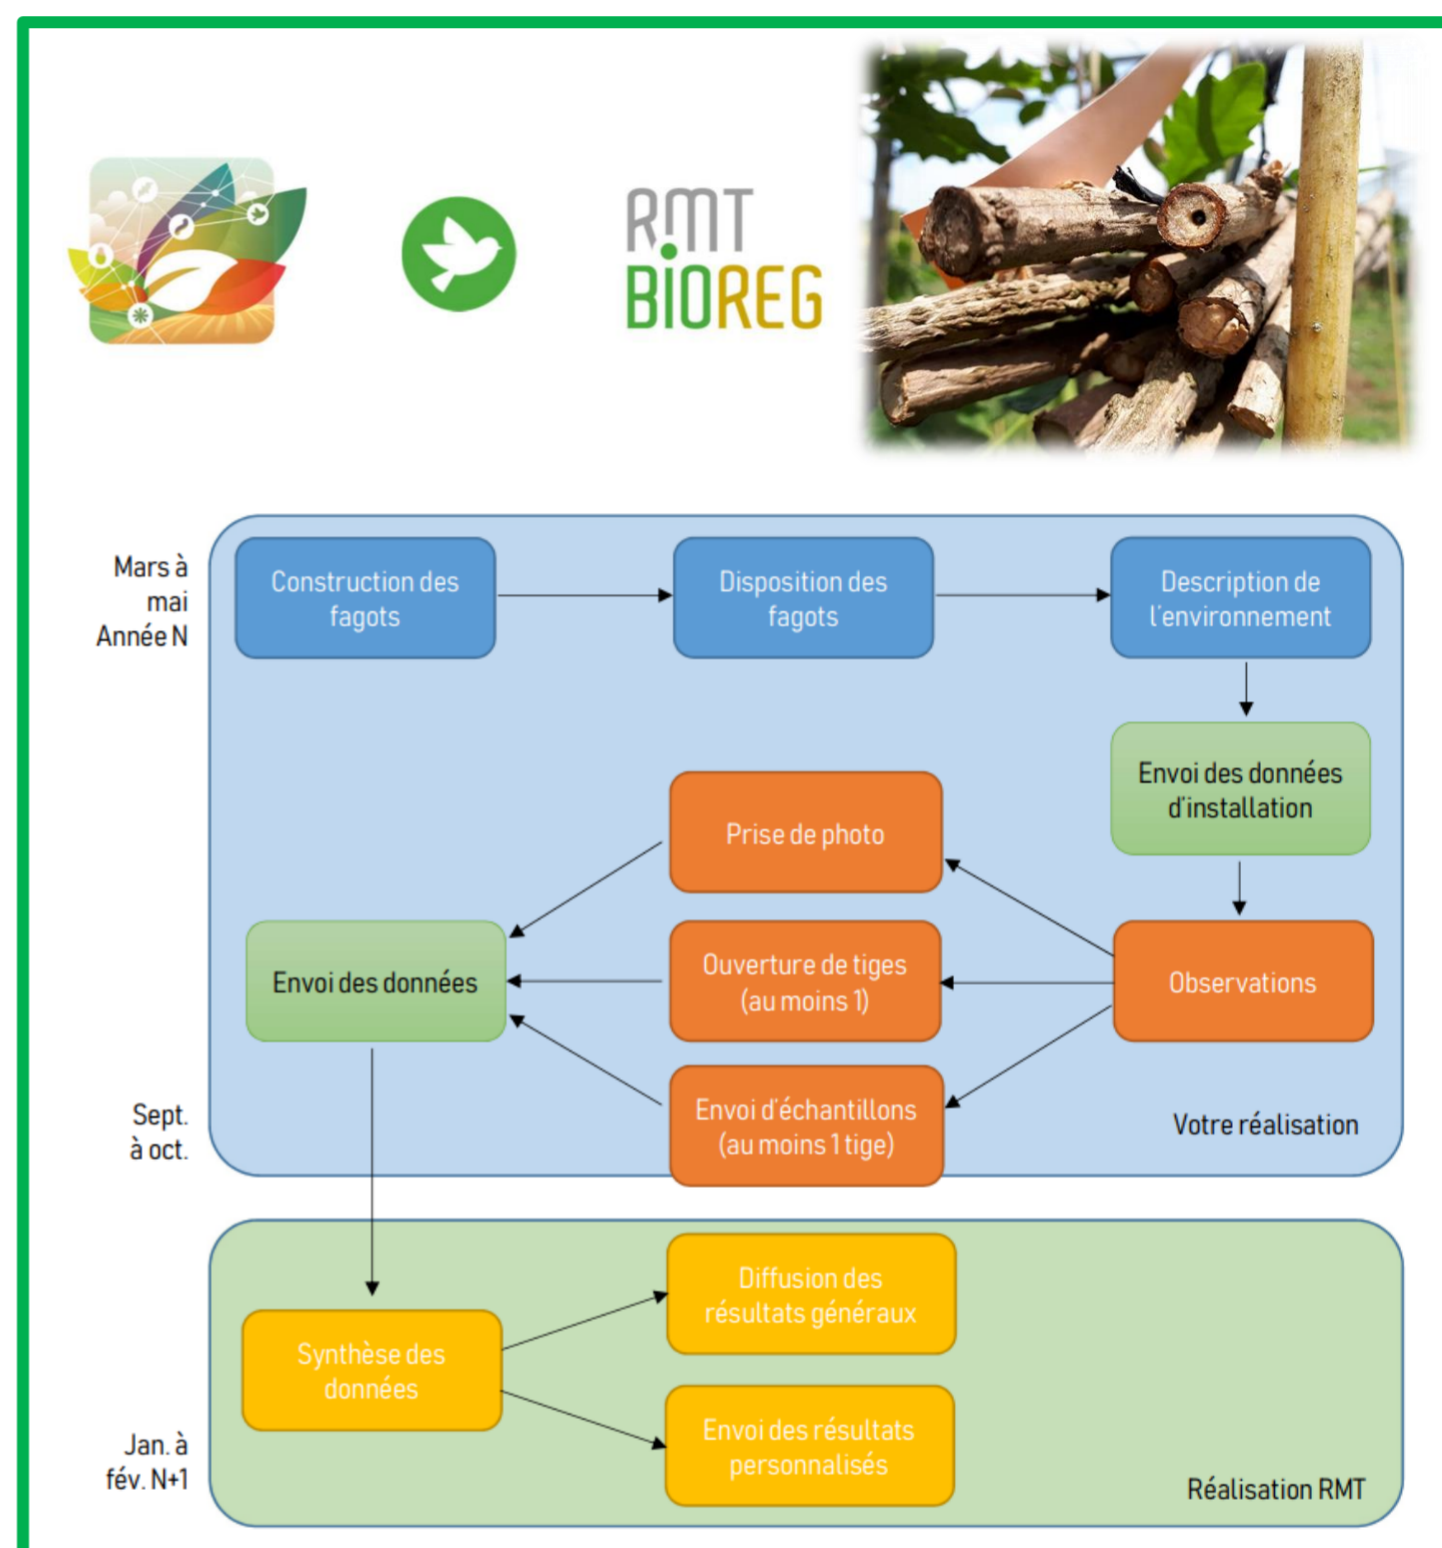 RMT
BIOREG
Mars à
mai
Année N
Construction des
fagots
Disposition des
fagots
Description de
l'environnement
Envoi des données
d'installation
Prise de photo
Ouverture de tiges
(au moins 1)
Envoi des données
Observations
Envoi d'échantillons
(au moins 1 tige)
Sept.
à oct.
Votre réalisation
Diffusion des
résultats généraux
Synthèse des
données
Envoi des résultats
personnalisés
Jan. à
fév. N+1
Réalisation RMT